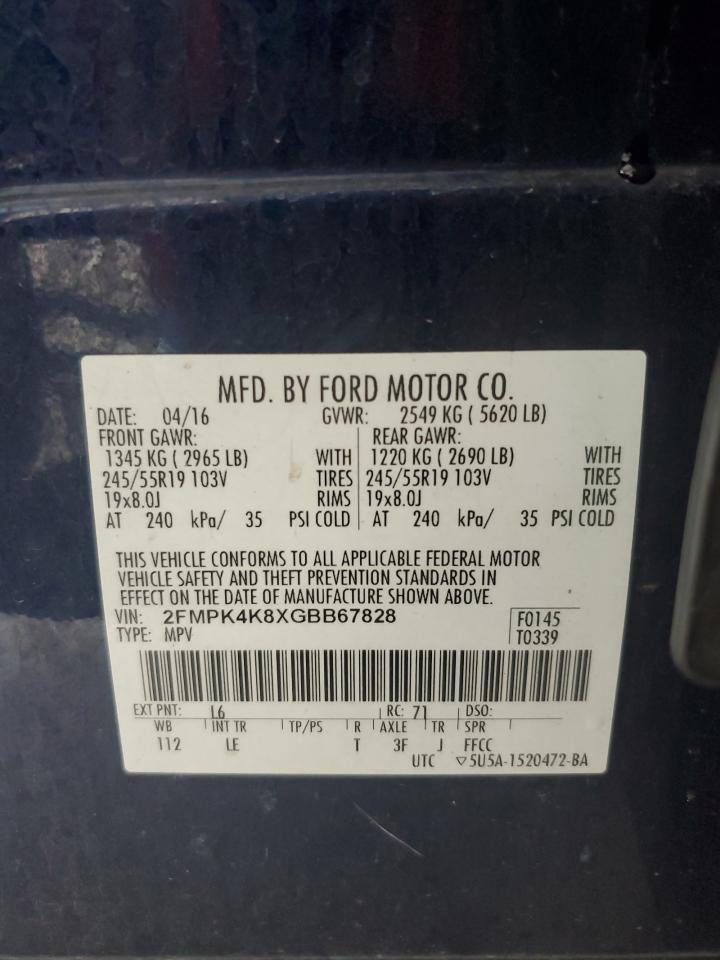 MFD. BY FORD MOTOR CO.
DATE: 04/16 GVWR: 2549 KG ( 5620 LB)
FRONT GAWR: REAR GAWR:
1345 KG ( 2965 LB) WITH 1220 KG ( 2690 LB) WITH
245/55R19 103V TIRES 245/55R19 103V TIRES
19x8.0J RIMS 19x8.0J RIMS
AT 240 kPa/ 35 PSI COLD AT 240 kPa/ 35 PSI COLD
THIS VEHICLE CONFORMS TO ALL APPLICABLE FEDERAL MOTOR
VEHICLE SAFETY AND THEFT PREVENTION STANDARDS IN
EFFECT ON THE DATE OF MANUFACTURE SHOWN ABOVE.
VIN: 2FMPK4K8XGBB67828 F0145
TYPE: MPV T0339
EXT PNT: L6 RC: 71 DSO:
WB INT TR TP/PS R AXLE TR SPR
112 LE T 3F J FFCC
UTC ▽5U5A-1520472-BA